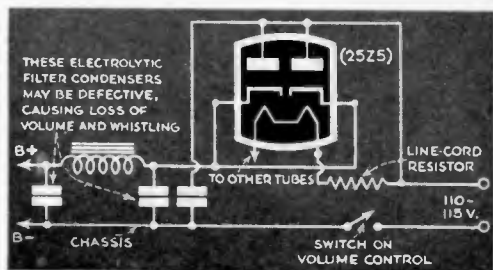 THESE ELECTROLYTIC
FILTER CONDENSERS
MAY BE DEFECTIVE,
CAUSING LOSS OF
VOLUME AND WHISTLING
B+
B-
CHASSIS
(25Z5)
TO OTHER TUBES
LINE-CORD
RESISTOR
110~
115 V.
SWITCH ON
VOLUME CONTROL